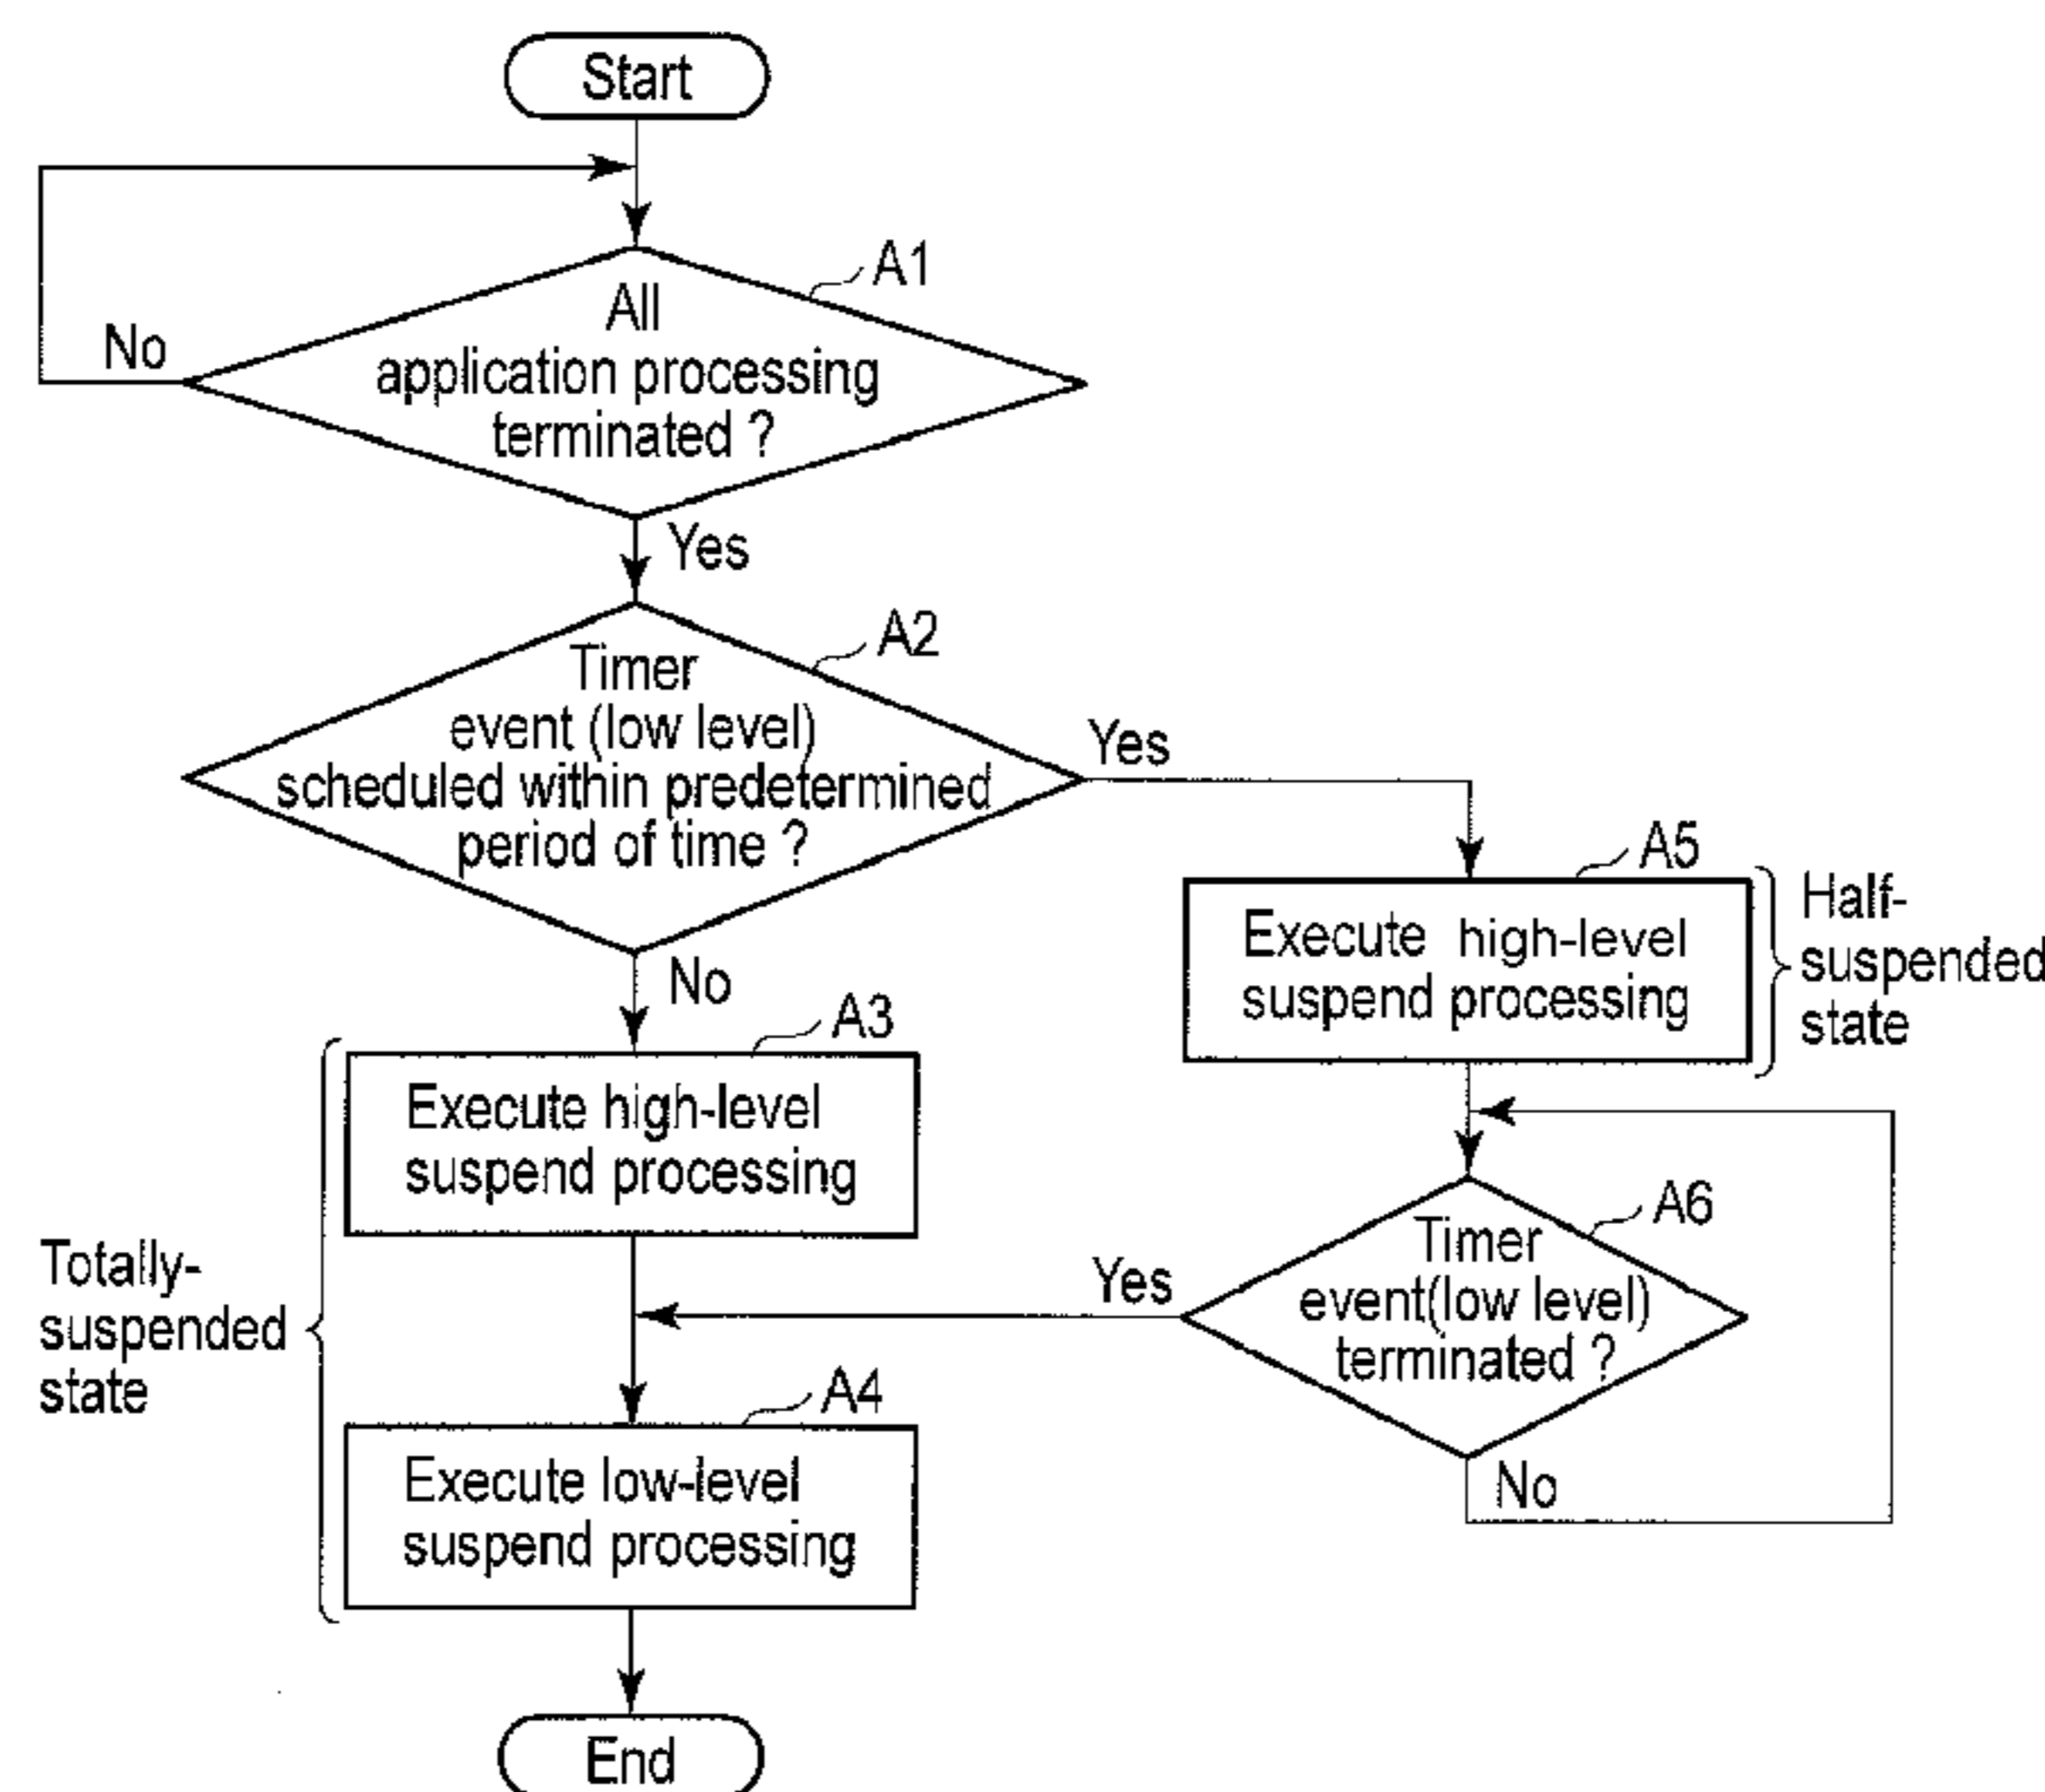 Start
A1
All
application processing
terminated ?
No
Yes
A2
Timer
event (low level)
scheduled within predetermined
period of time ?
Yes
No
A5
Execute high-level
suspend processing
Half-
suspended
state
A3
Execute high-level
suspend processing
A6
Timer
event(low level)
terminated ?
Yes
No
Totally-
suspended
state
A4
Execute low-level
suspend processing
End